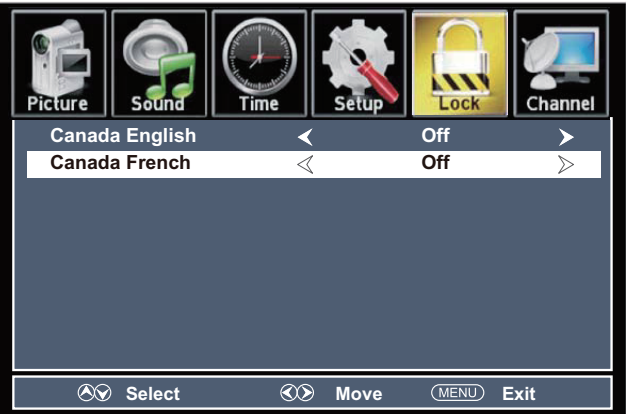 Picture Sound Time Setup Lock Channel
Canada English Off
Canada French Off
Select Move MENU Exit